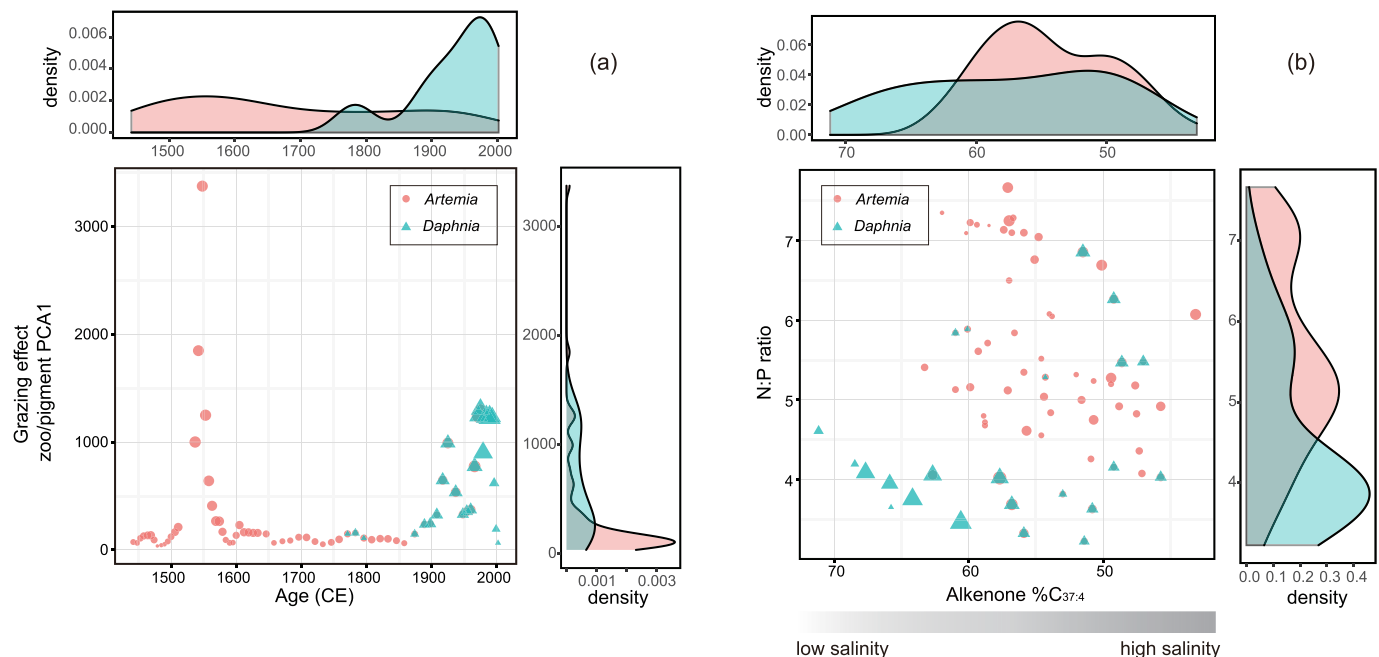 (a)
density
0.006
0.004
0.002
0.000
1500 1600 1700 1800 1900 2000
Grazing effect
zoo/pigment PCA1
3000
2000
1000
0
Artemia
Daphnia
1500 1600 1700 1800 1900 2000
Age (CE)
3000
2000
1000
0
0.001 0.003
density
(b)
density
0.06
0.04
0.02
0.00
70 60 50
N:P ratio
7
6
5
4
Artemia
Daphnia
70 60 50
Alkenone %C37:4
low salinity high salinity
7
6
5
4
0.0 0.1 0.2 0.3 0.4
density